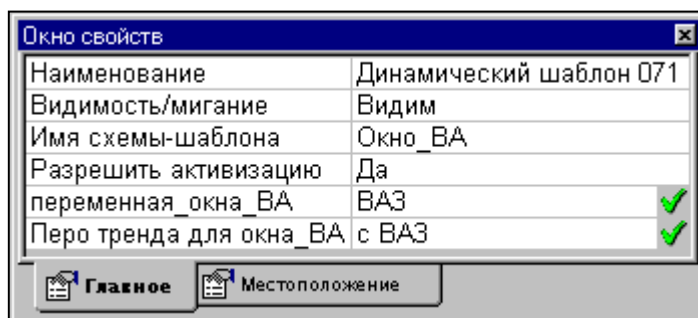 Окно свойств
Наименование Динамический шаблон 071
Видимость/мигание Видим
Имя схемы-шаблона Окно_ВА
Разрешить активизацию Да
переменная_окна_ВА ВА3
Перо тренда для окна_ВА с ВА3
Главное Местоположение